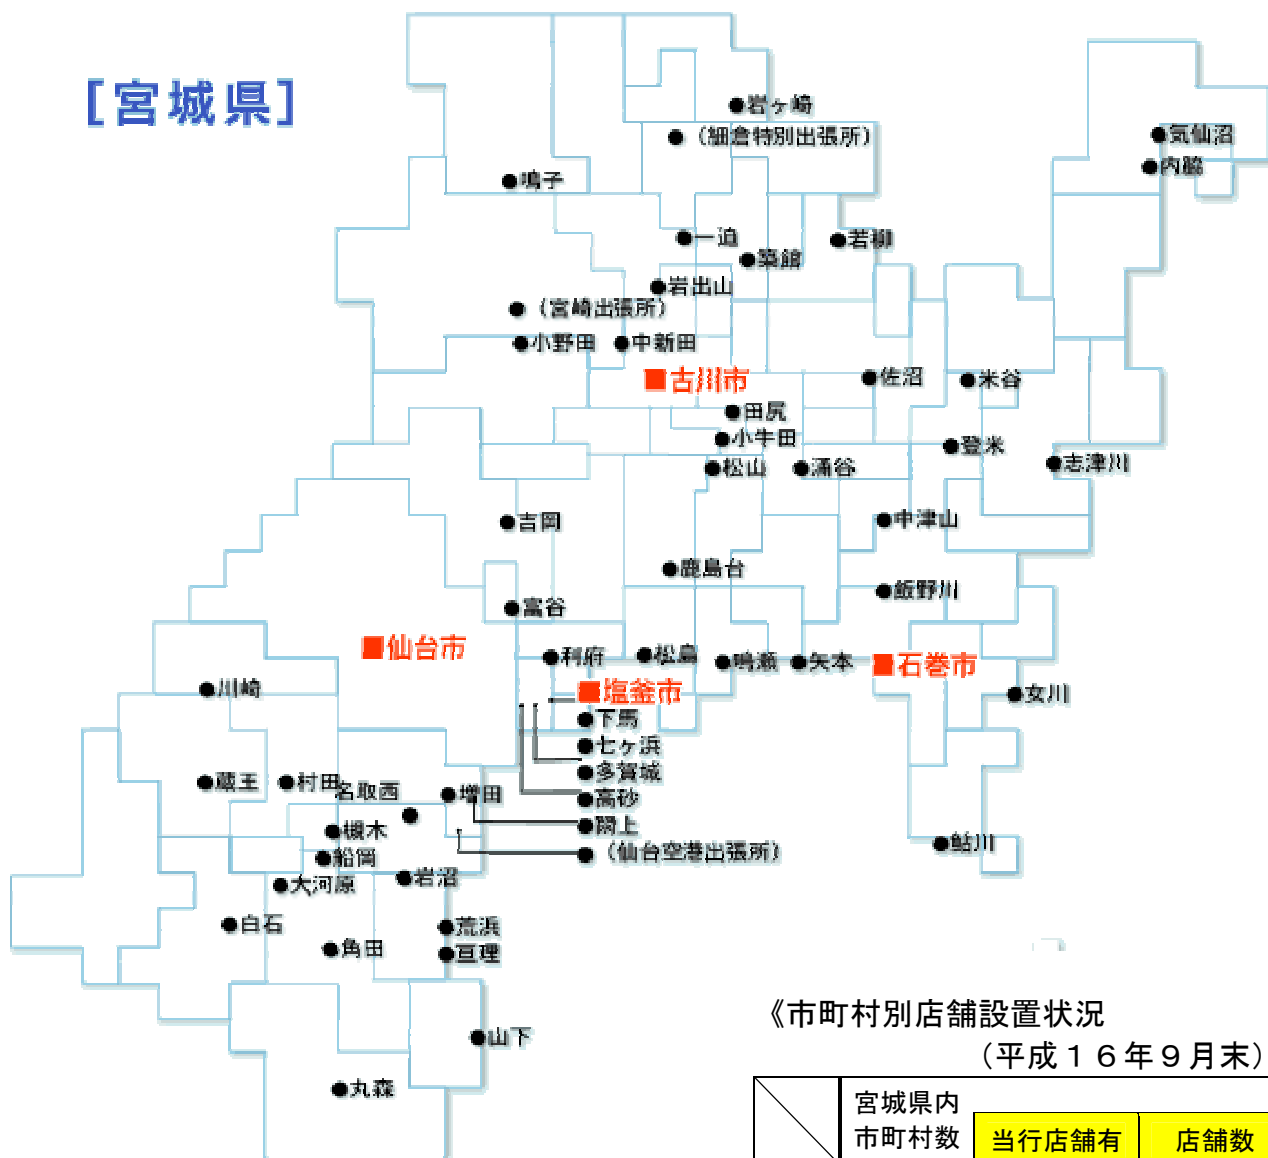 [宮城県]
●岩ヶ崎
●（細倉特別出張所）
●気仙沼
●内脇
●鳴子
●一迫
●若柳
●築館
●岩出山
●（宮崎出張所）
●小野田
●中新田
■古川市
●佐沼
●米谷
●田尻
●小牛田
●登米
●松山
●涌谷
●志津川
●吉岡
●中津山
●鹿島台
●飯野川
●富谷
■仙台市
●利府
●松島
●鳴瀬
●矢本
■石巻市
●川崎
■塩釜市
●女川
●下馬
●七ヶ浜
●多賀城
●蔵王
●村田
名取西
●増田
●高砂
●閖上
●槻木
●（仙台空港出張所）
●鮎川
●船岡
●大河原
●岩沼
●白石
●荒浜
●角田
●亘理
●山下
●丸森
《市町村別店舗設置状況
（平成１６年９月末）
宮城県内
市町村数
当行店舗有
店舗数